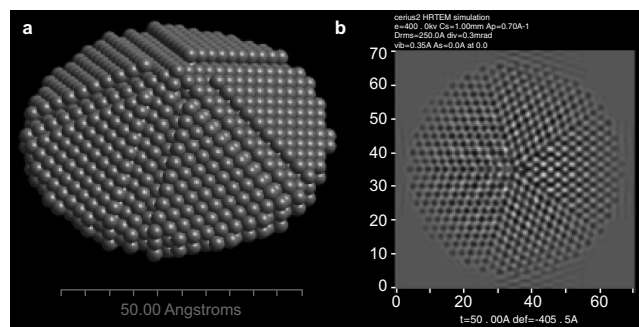 a
50.00 Angstroms
b
cerius2 HRTEM simulation
e=400 . 0kv Cs=1.00mm Ap=0.70A-1
Drms=250.0A div=0.3mrad
vib=0.35A As=0.0A at 0.0
70
60
50
40
30
20
10
0
0 20 40 60
t=50 . 00A def=-405 . 5A